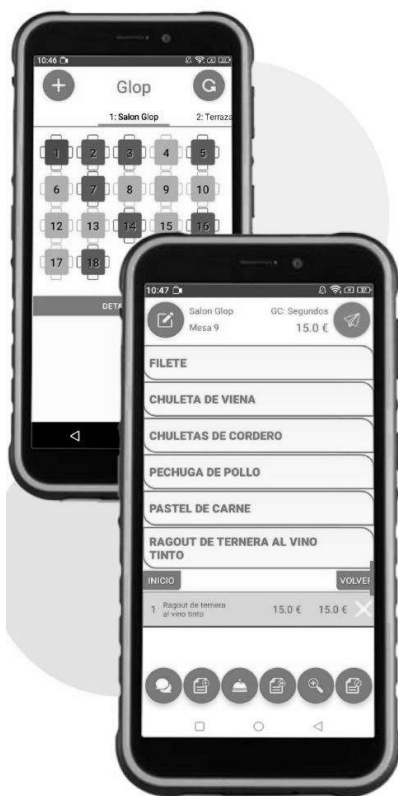 10:46
Glop
1: Salon Glop 2: Terraza
1 2 3 4 5
6 7 8 9 10
12 13 14 15 16
17 18
DETA
10:47
Salon Glop GC: Segundos
Mesa 9 15.0 €
FILETE
CHULETA DE VIENA
CHULETAS DE CORDERO
PECHUGA DE POLLO
PASTEL DE CARNE
RAGOUT DE TERNERA AL VINO
TINTO
INICIO VOLVER
1 Ragout de ternera 15.0 € 15.0 €
al vino tinto